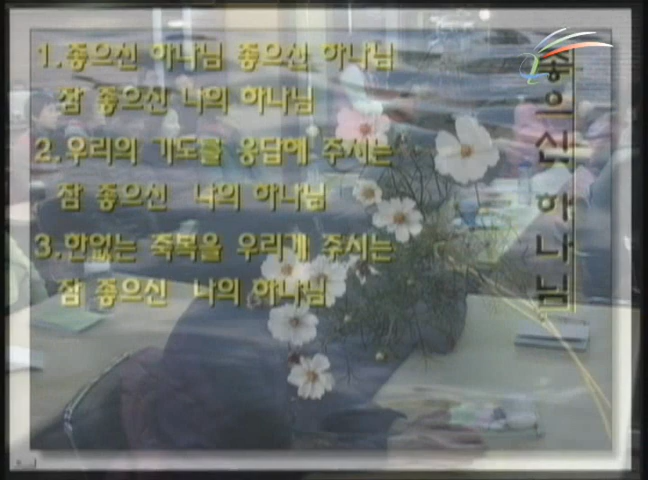 1.좋으신 하나님 좋으신 하나님
참 좋으신 나의 하나님
2.우리의 기도를 응답해 주시는
참 좋으신 나의 하나님
3.한없는 축복을 우리게 주시는
참 좋으신 나의 하나님
좋으신 하나님